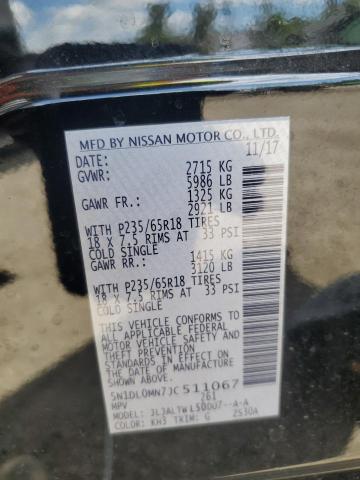 MFD BY NISSAN MOTOR CO., LTD.
DATE: 11/17
GVWR: 2715 KG
5986 LB
GAWR FR.: 1325 KG
2921 LB
WITH P235/65R18 TIRES
18 X 7.5 RIMS AT 33 PSI
COLD SINGLE
GAWR RR.: 1415 KG
3120 LB
WITH P235/65R18 TIRES
18 X 7.5 RIMS AT 33 PSI
COLD SINGLE
THIS VEHICLE CONFORMS TO
ALL APPLICABLE FEDERAL
MOTOR VEHICLE SAFETY AND
THEFT PREVENTION
STANDARDS IN EFFECT ON
THE DATE OF MANUFACTURE
SHOWN ABOVE.
5N1DL0MN7JC511067
MPV 261
MODEL:
COLOR: KH3 TRIM: G 2S30A